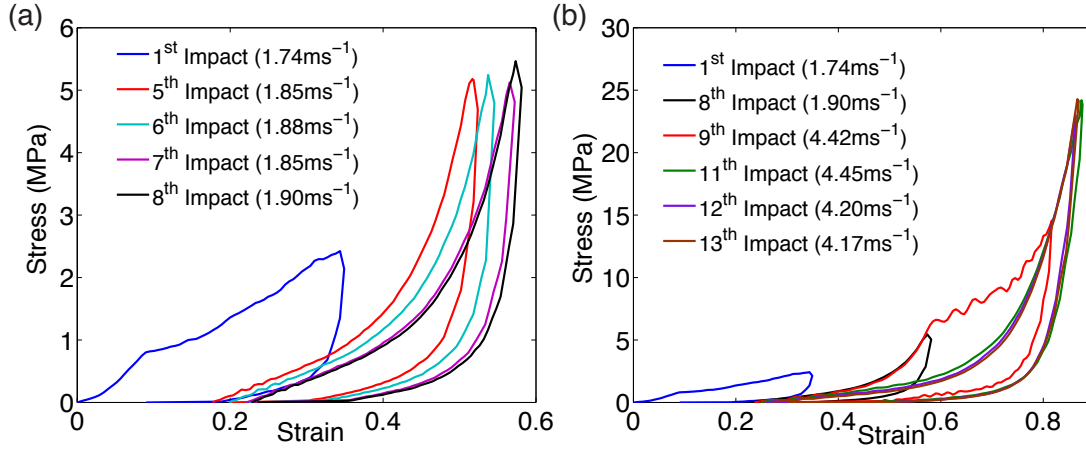 (a)
6
5
4
3
2
1
0
Stress (MPa)
0
0.2
0.4
0.6
Strain
1st Impact (1.74ms−1)
5th Impact (1.85ms−1)
6th Impact (1.88ms−1)
7th Impact (1.85ms−1)
8th Impact (1.90ms−1)
(b)
30
25
20
15
10
5
0
Stress (MPa)
0
0.2
0.4
0.6
0.8
Strain
1st Impact (1.74ms−1)
8th Impact (1.90ms−1)
9th Impact (4.42ms−1)
11th Impact (4.45ms−1)
12th Impact (4.20ms−1)
13th Impact (4.17ms−1)